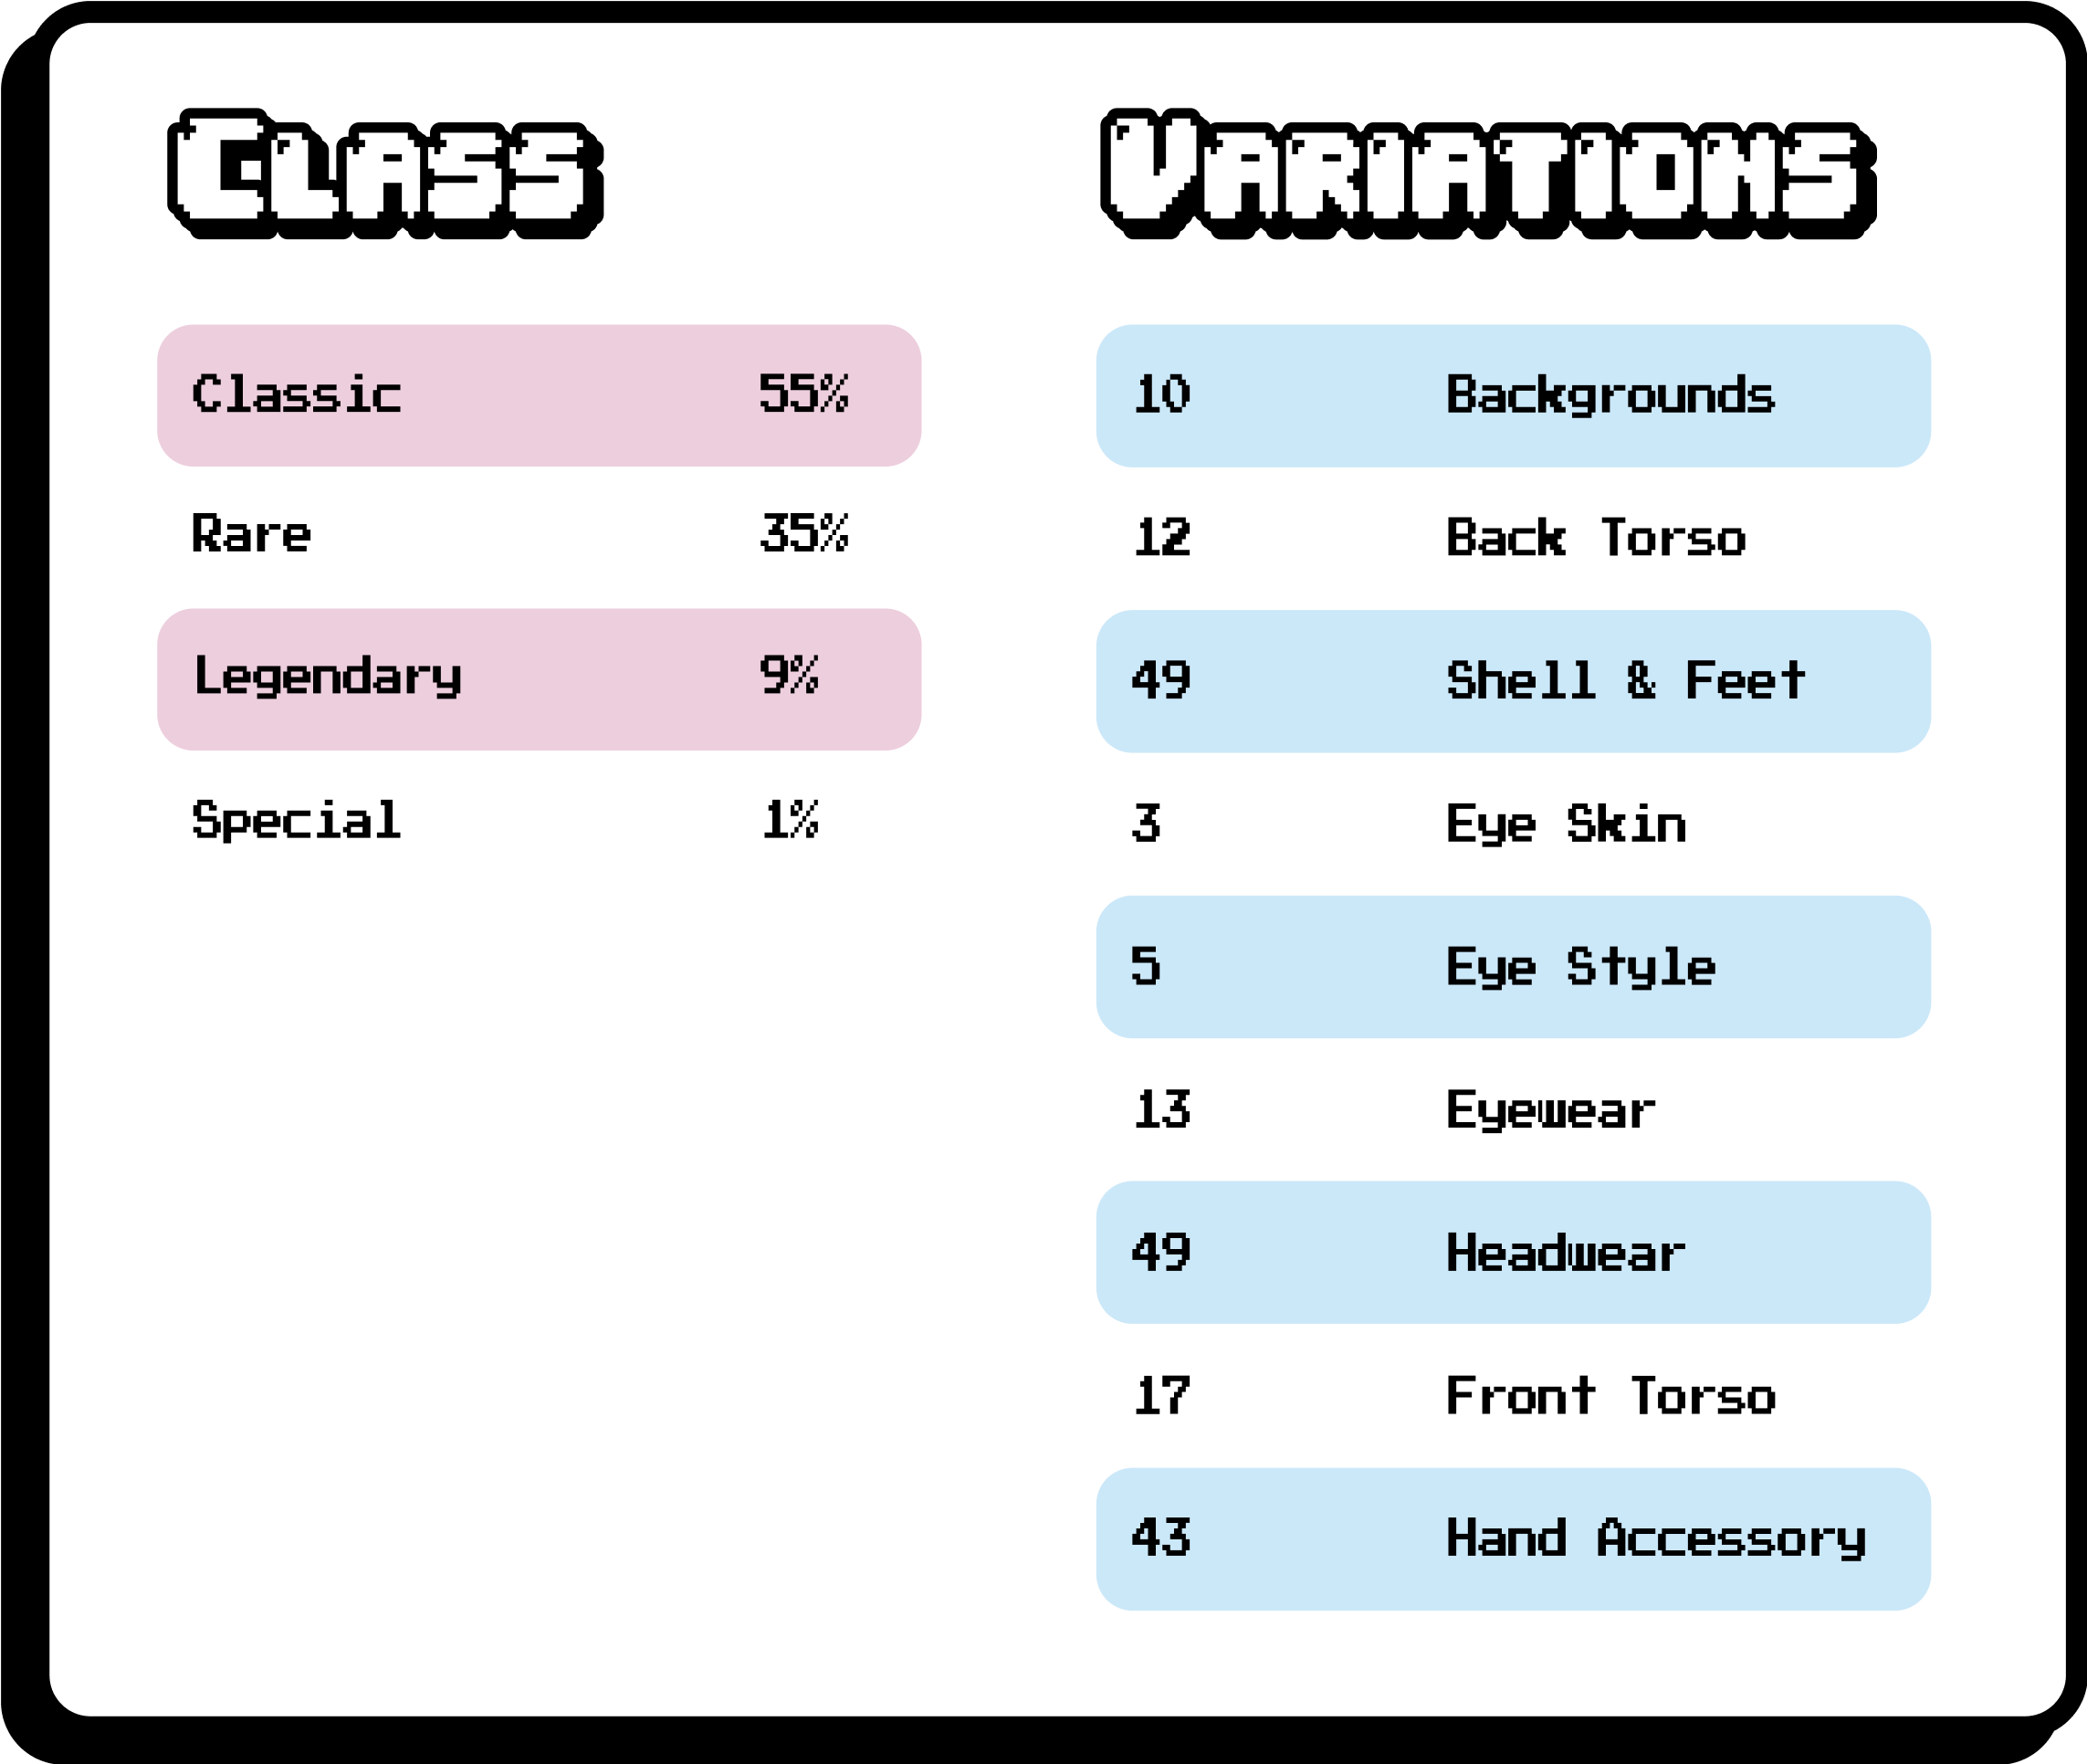 Class
Classic 55%
Rare 35%
Legendary 9%
Special 1%
Variations
10 Backgrounds
12 Back Torso
49 Shell & Feet
3 Eye Skin
5 Eye Style
13 Eyewear
49 Headwear
17 Front Torso
43 Hand Accessory